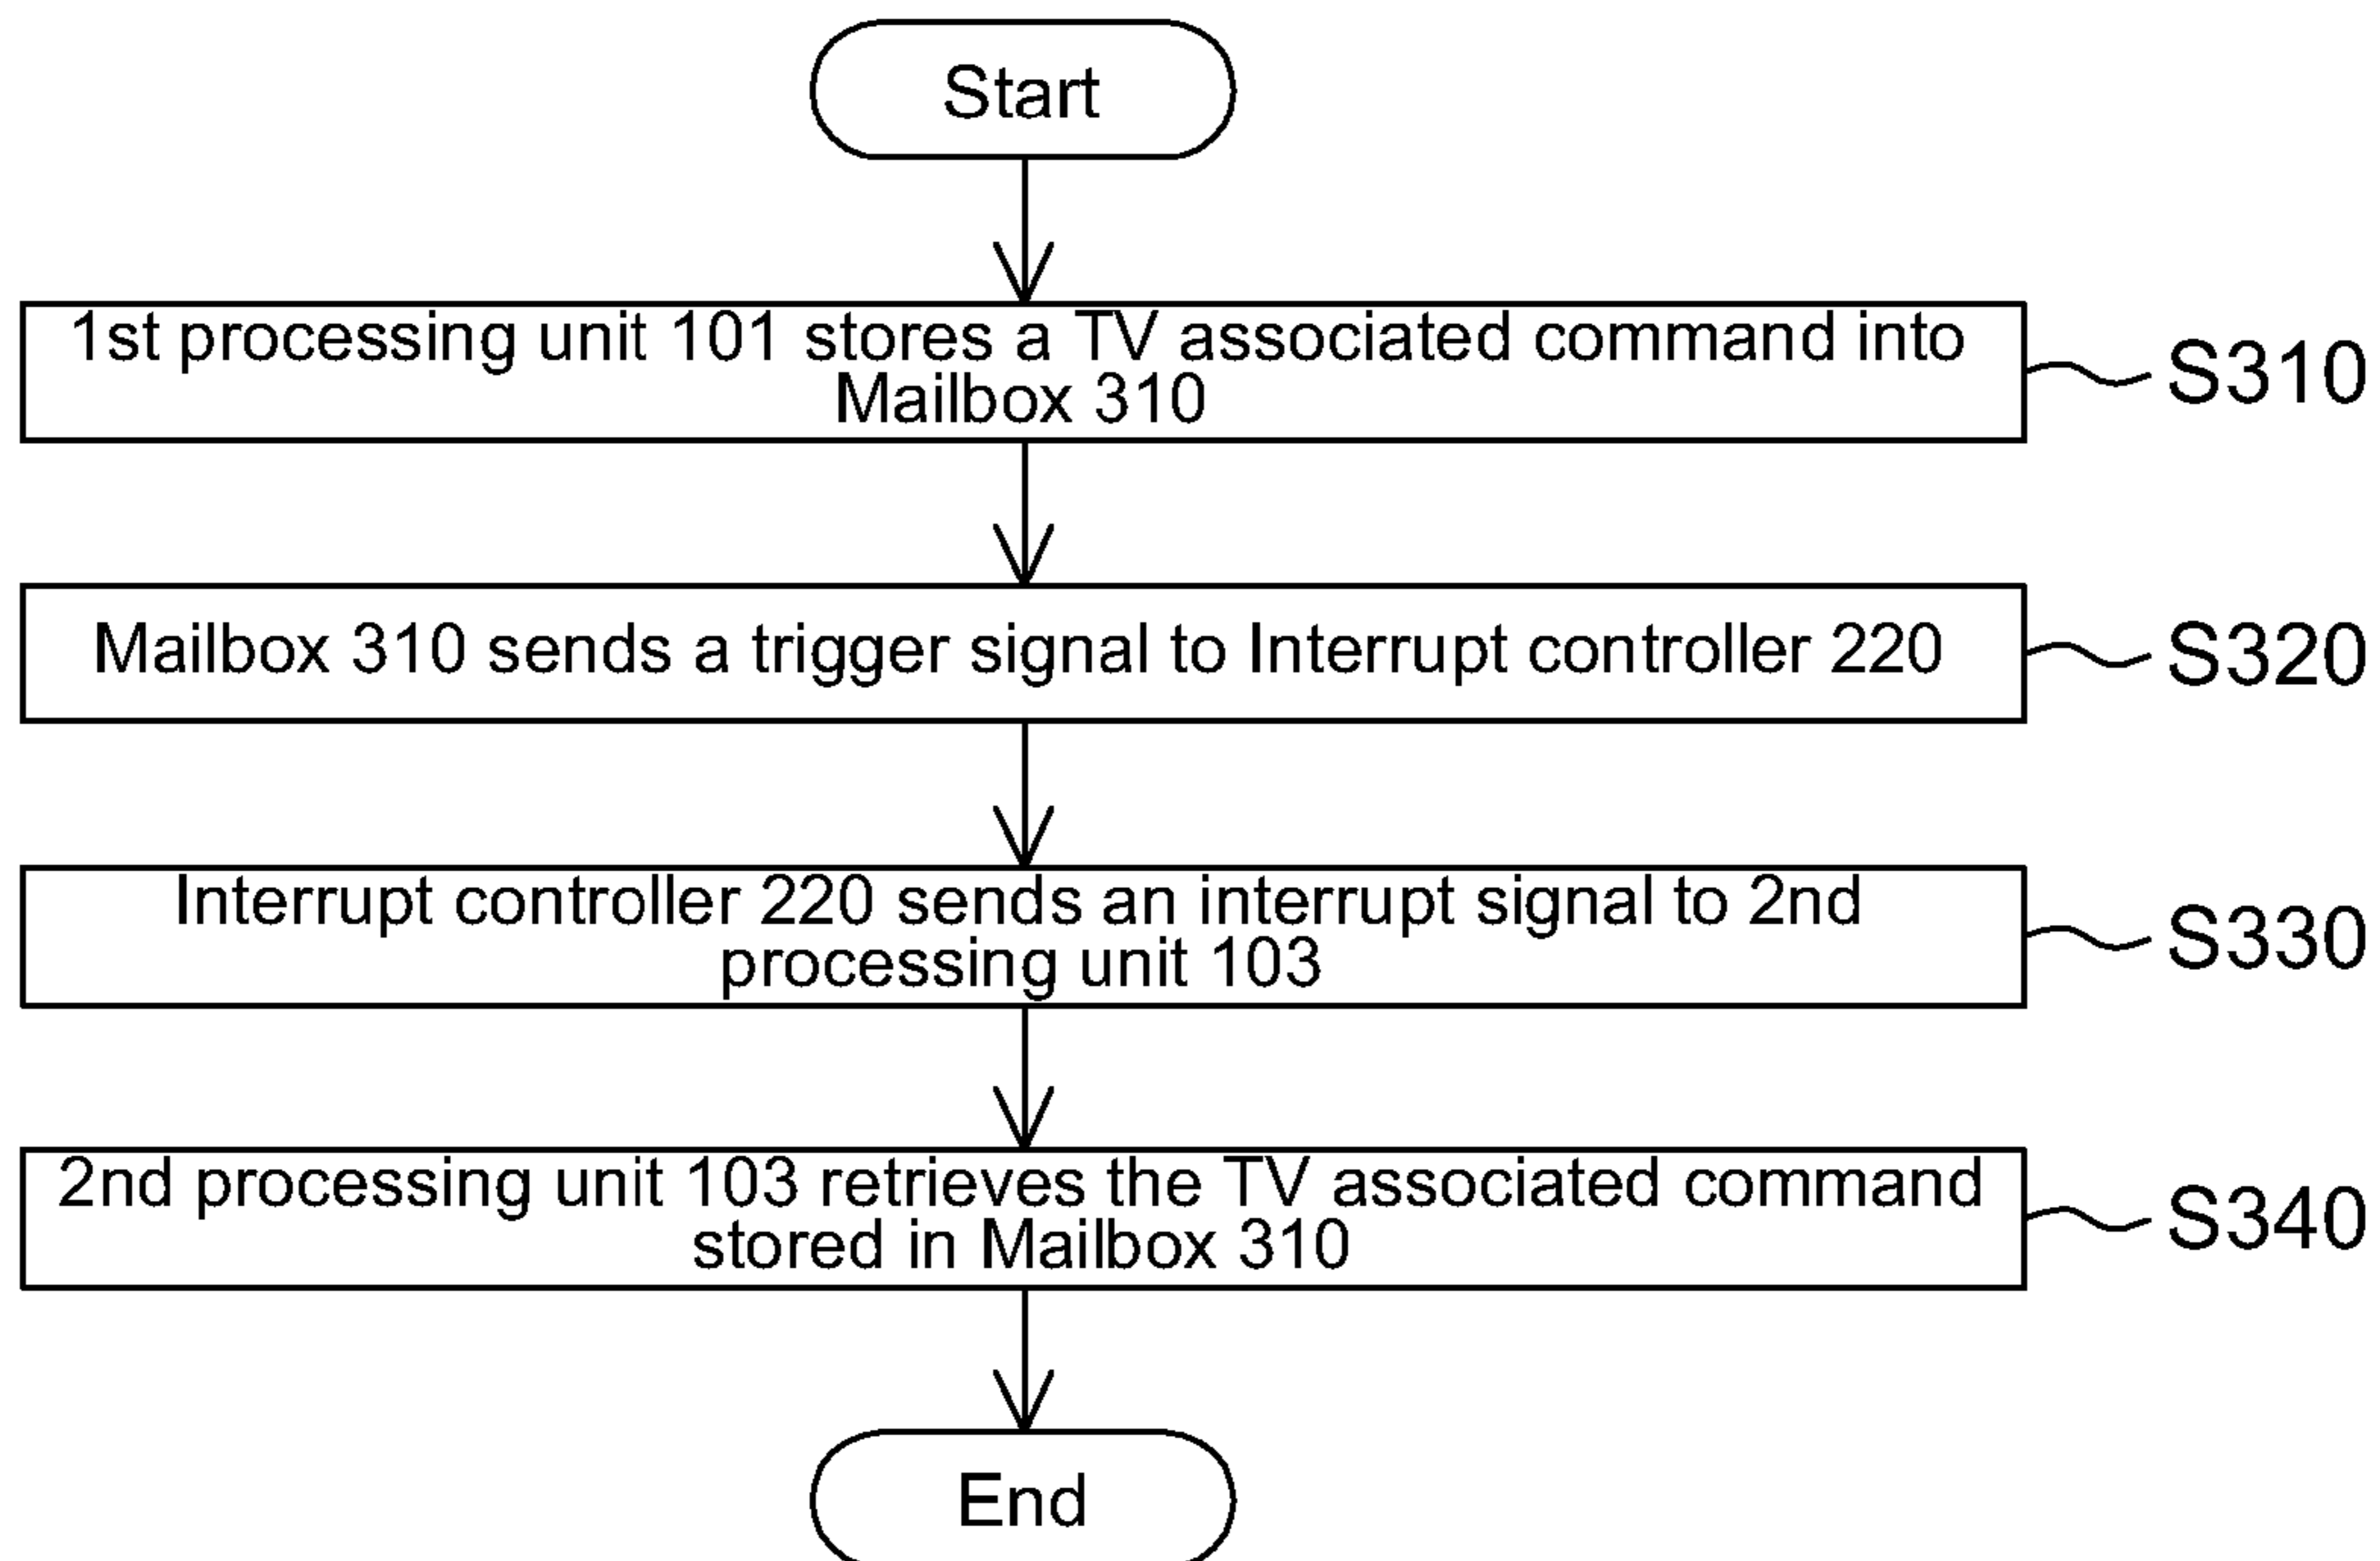 Start
1st processing unit 101 stores a TV associated command into
Mailbox 310
S310
Mailbox 310 sends a trigger signal to Interrupt controller 220
S320
Interrupt controller 220 sends an interrupt signal to 2nd
processing unit 103
S330
2nd processing unit 103 retrieves the TV associated command
stored in Mailbox 310
S340
End